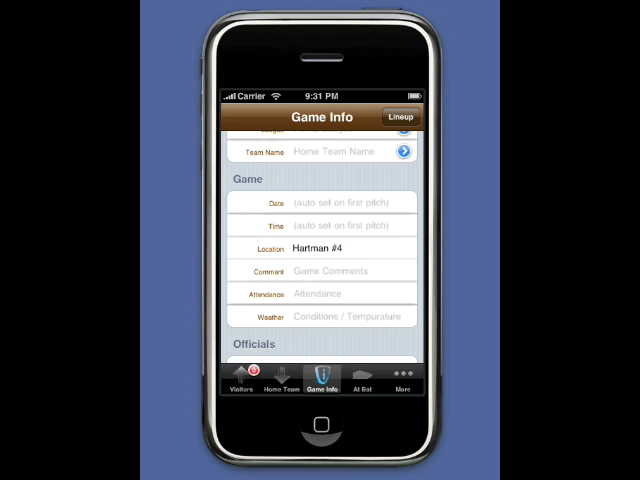 Carrier 9:31 PM
Game Info Lineup
Team Name Home Team Name
Game
Date (auto set on first pitch)
Time (auto set on first pitch)
Location Hartman #4
Comment Game Comments
Attendance Attendance
Weather Conditions / Tempurature
Officials
Visitors Home Team Game Info At Bat More